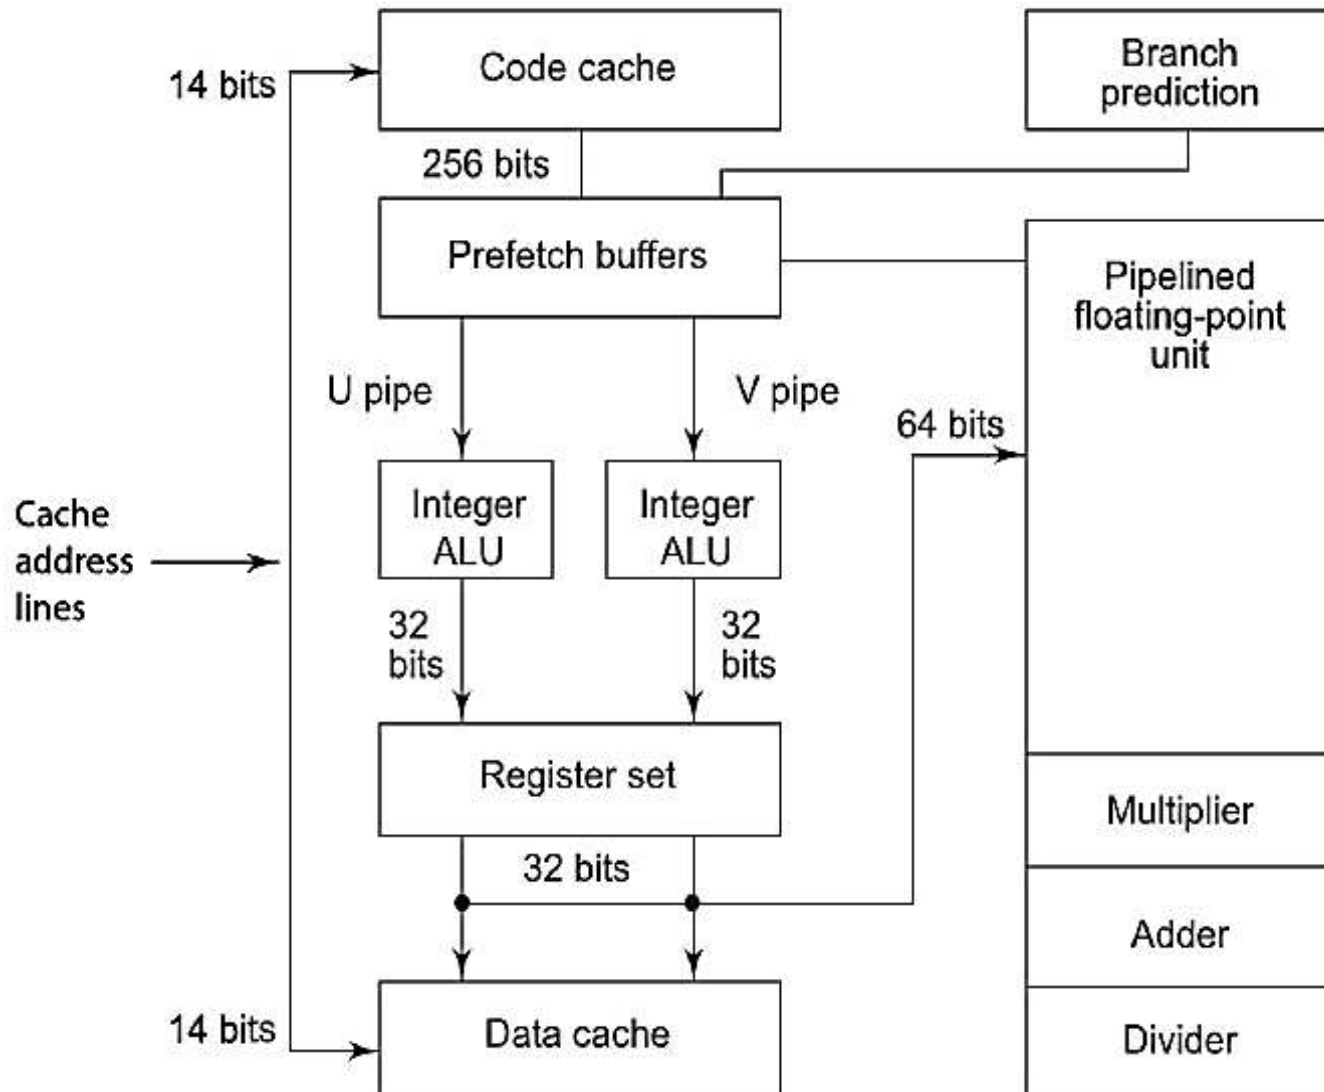 Code cache
Branch
prediction
14 bits
256 bits
Prefetch buffers
Pipelined
floating-point
unit
U pipe
V pipe
64 bits
Integer
ALU
Integer
ALU
Cache
address
lines
32
bits
32
bits
Register set
Multiplier
32 bits
Adder
14 bits
Data cache
Divider